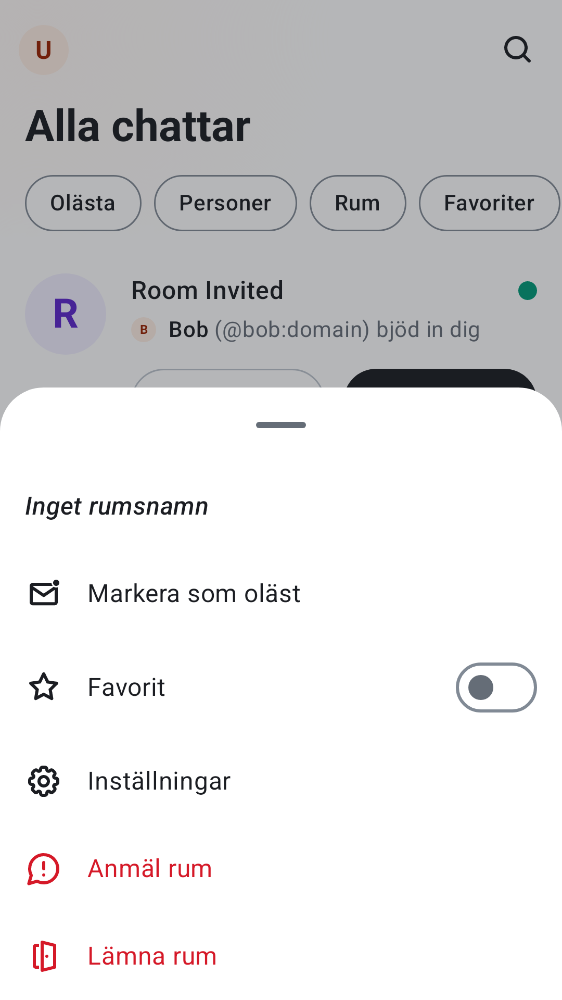 U
Alla chattar
Olästa Personer Rum Favoriter
R
Room Invited
B Bob (@bob:domain) bjöd in dig
Inget rumsnamn
Markera som oläst
Favorit
Inställningar
Anmäl rum
Lämna rum